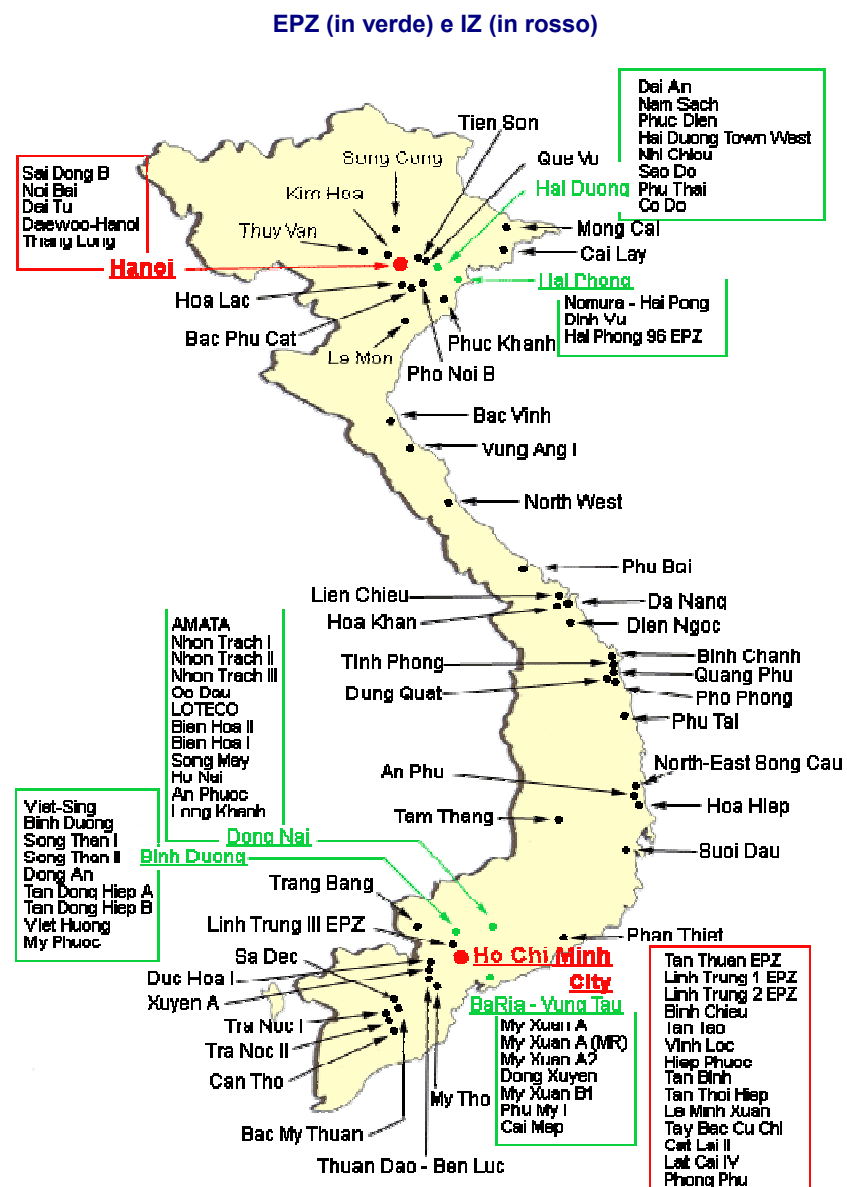 EPZ (in verde) e IZ (in rosso)
Dai An
Nam Sach
Phuc Dien
Hai Duong Town West
Nhi Chieu
Sao Do
Phu Thai
Co Do
Tien Son
Sung Cung
Que Vu
Kim Hoa
Hai Duong
Sai Dong B
Noi Bai
Dai Tu
Daewoo-Hanoi
Thang Long
Thuy Van
Mong Cai
Cai Lay
Hanoi
Hai Phong
Nomura - Hai Pong
Dinh Vu
Hai Phong 96 EPZ
Hoa Lac
Bac Phu Cat
Le Mon
Phuc Khanh
Pho Noi B
Bac Vinh
Vung Ang I
North West
Phu Bai
Lien Chieu
Hoa Khan
Da Nang
Dien Ngoc
AMATA
Nhon Trach I
Nhon Trach II
Nhon Trach III
Go Dau
LOTECO
Bien Hoa II
Bien Hoa I
Song May
Ho Nai
An Phuoc
Long Khanh
Tinh Phong
Dung Quat
Binh Chanh
Quang Phu
Pho Phong
Phu Tai
An Phu
North-East Song Cau
Hoa Hiep
Tam Thang
Suoi Dau
Dong Nai
Binh Duong
Viet-Sing
Binh Duong
Song Than I
Song Than II
Dong An
Tan Dong Hiep A
Tan Dong Hiep B
Viet Huong
My Phuoc
Trang Bang
Linh Trung III EPZ
Phan Thiet
Ho Chi Minh
City
Sa Dec
Duc Hoa I
Xuyen A
Tra Noc I
Tra Noc II
Can Tho
Bac My Thuan
My Tho
Thuan Dao - Ben Luc
BaRia - Vung Tau
My Xuan A
My Xuan A (MR)
My Xuan A2
Dong Xuyen
My Xuan B1
Phu My I
Cai Mep
Tan Thuan EPZ
Linh Trung 1 EPZ
Linh Trung 2 EPZ
Binh Chieu
Tan Tao
Vinh Loc
Hiep Phuoc
Tan Binh
Tan Thoi Hiep
Le Minh Xuan
Tay Bac Cu Chi
Cat Lai II
Lat Cai IV
Phong Phu